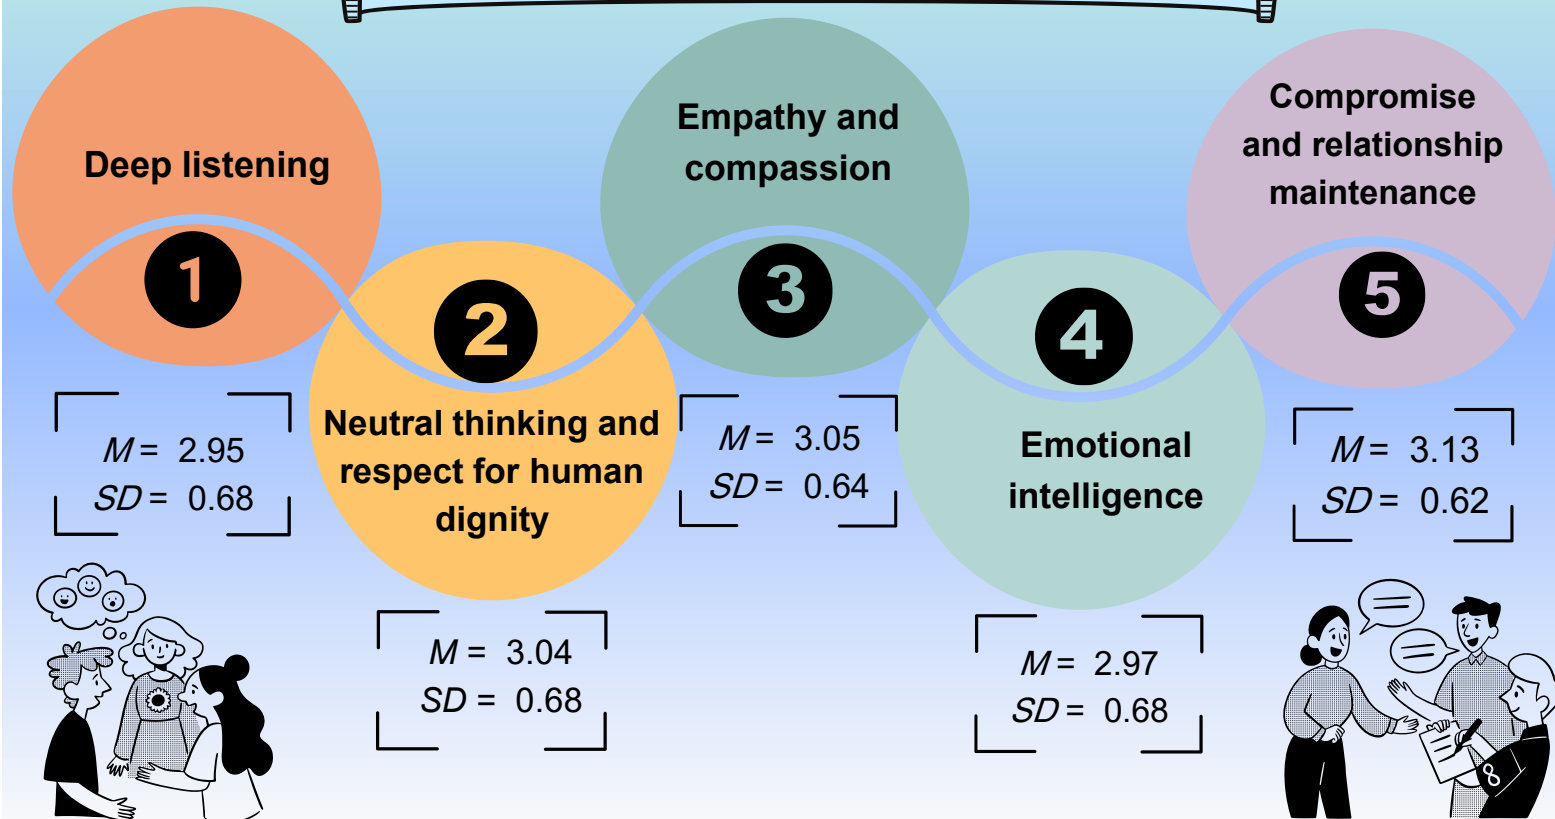 Deep listening
1
M = 2.95
SD = 0.68
2
Neutral thinking and
respect for human
dignity
M = 3.04
SD = 0.68
Empathy and
compassion
3
M = 3.05
SD = 0.64
4
Emotional
intelligence
M = 2.97
SD = 0.68
Compromise
and relationship
maintenance
5
M = 3.13
SD = 0.62